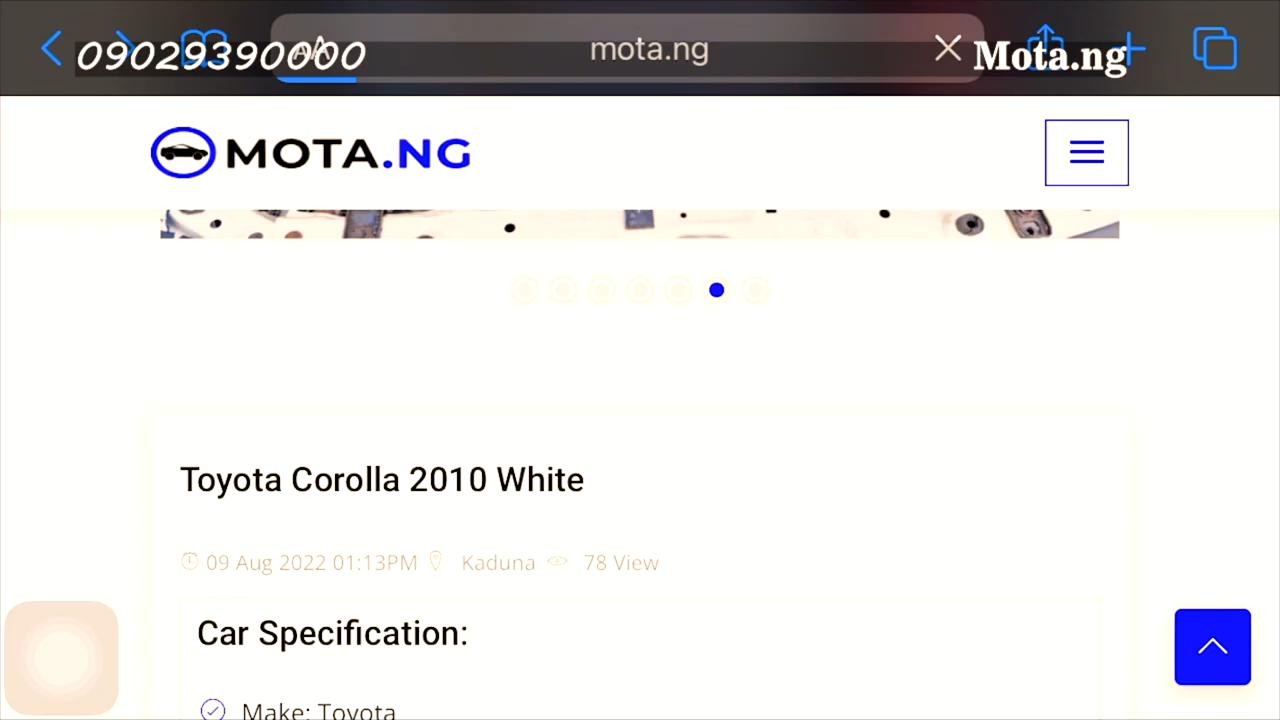 09029390000
AA
mota.ng
Mota.ng
MOTA.NG
Toyota Corolla 2010 White
09 Aug 2022 01:13PM Kaduna 78 View
Car Specification:
Make: Toyota